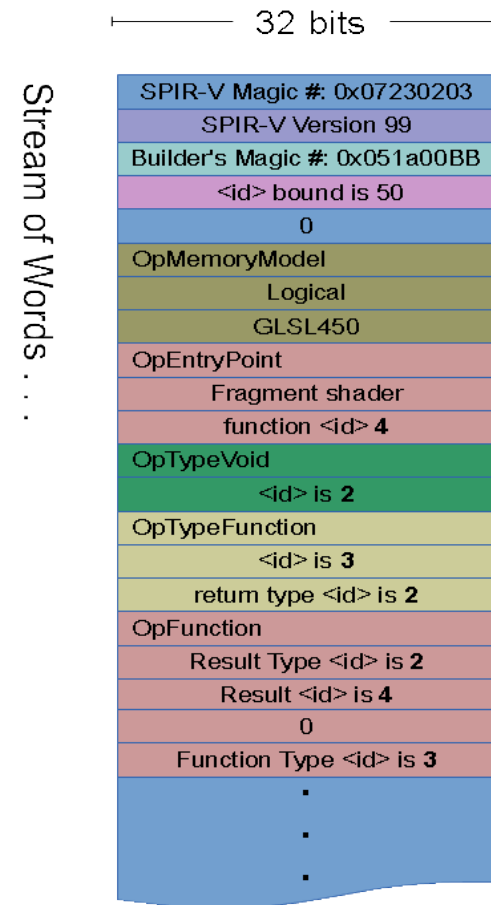 32 bits
Stream of Words . . .
SPIR-V Magic #: 0x07230203
SPIR-V Version 99
Builder's Magic #: 0x051a00BB
<id> bound is 50
0
OpMemoryModel
Logical
GLSL450
OpEntryPoint
Fragment shader
function <id> 4
OpTypeVoid
<id> is 2
OpTypeFunction
<id> is 3
return type <id> is 2
OpFunction
Result Type <id> is 2
Result <id> is 4
0
Function Type <id> is 3
.
.
.